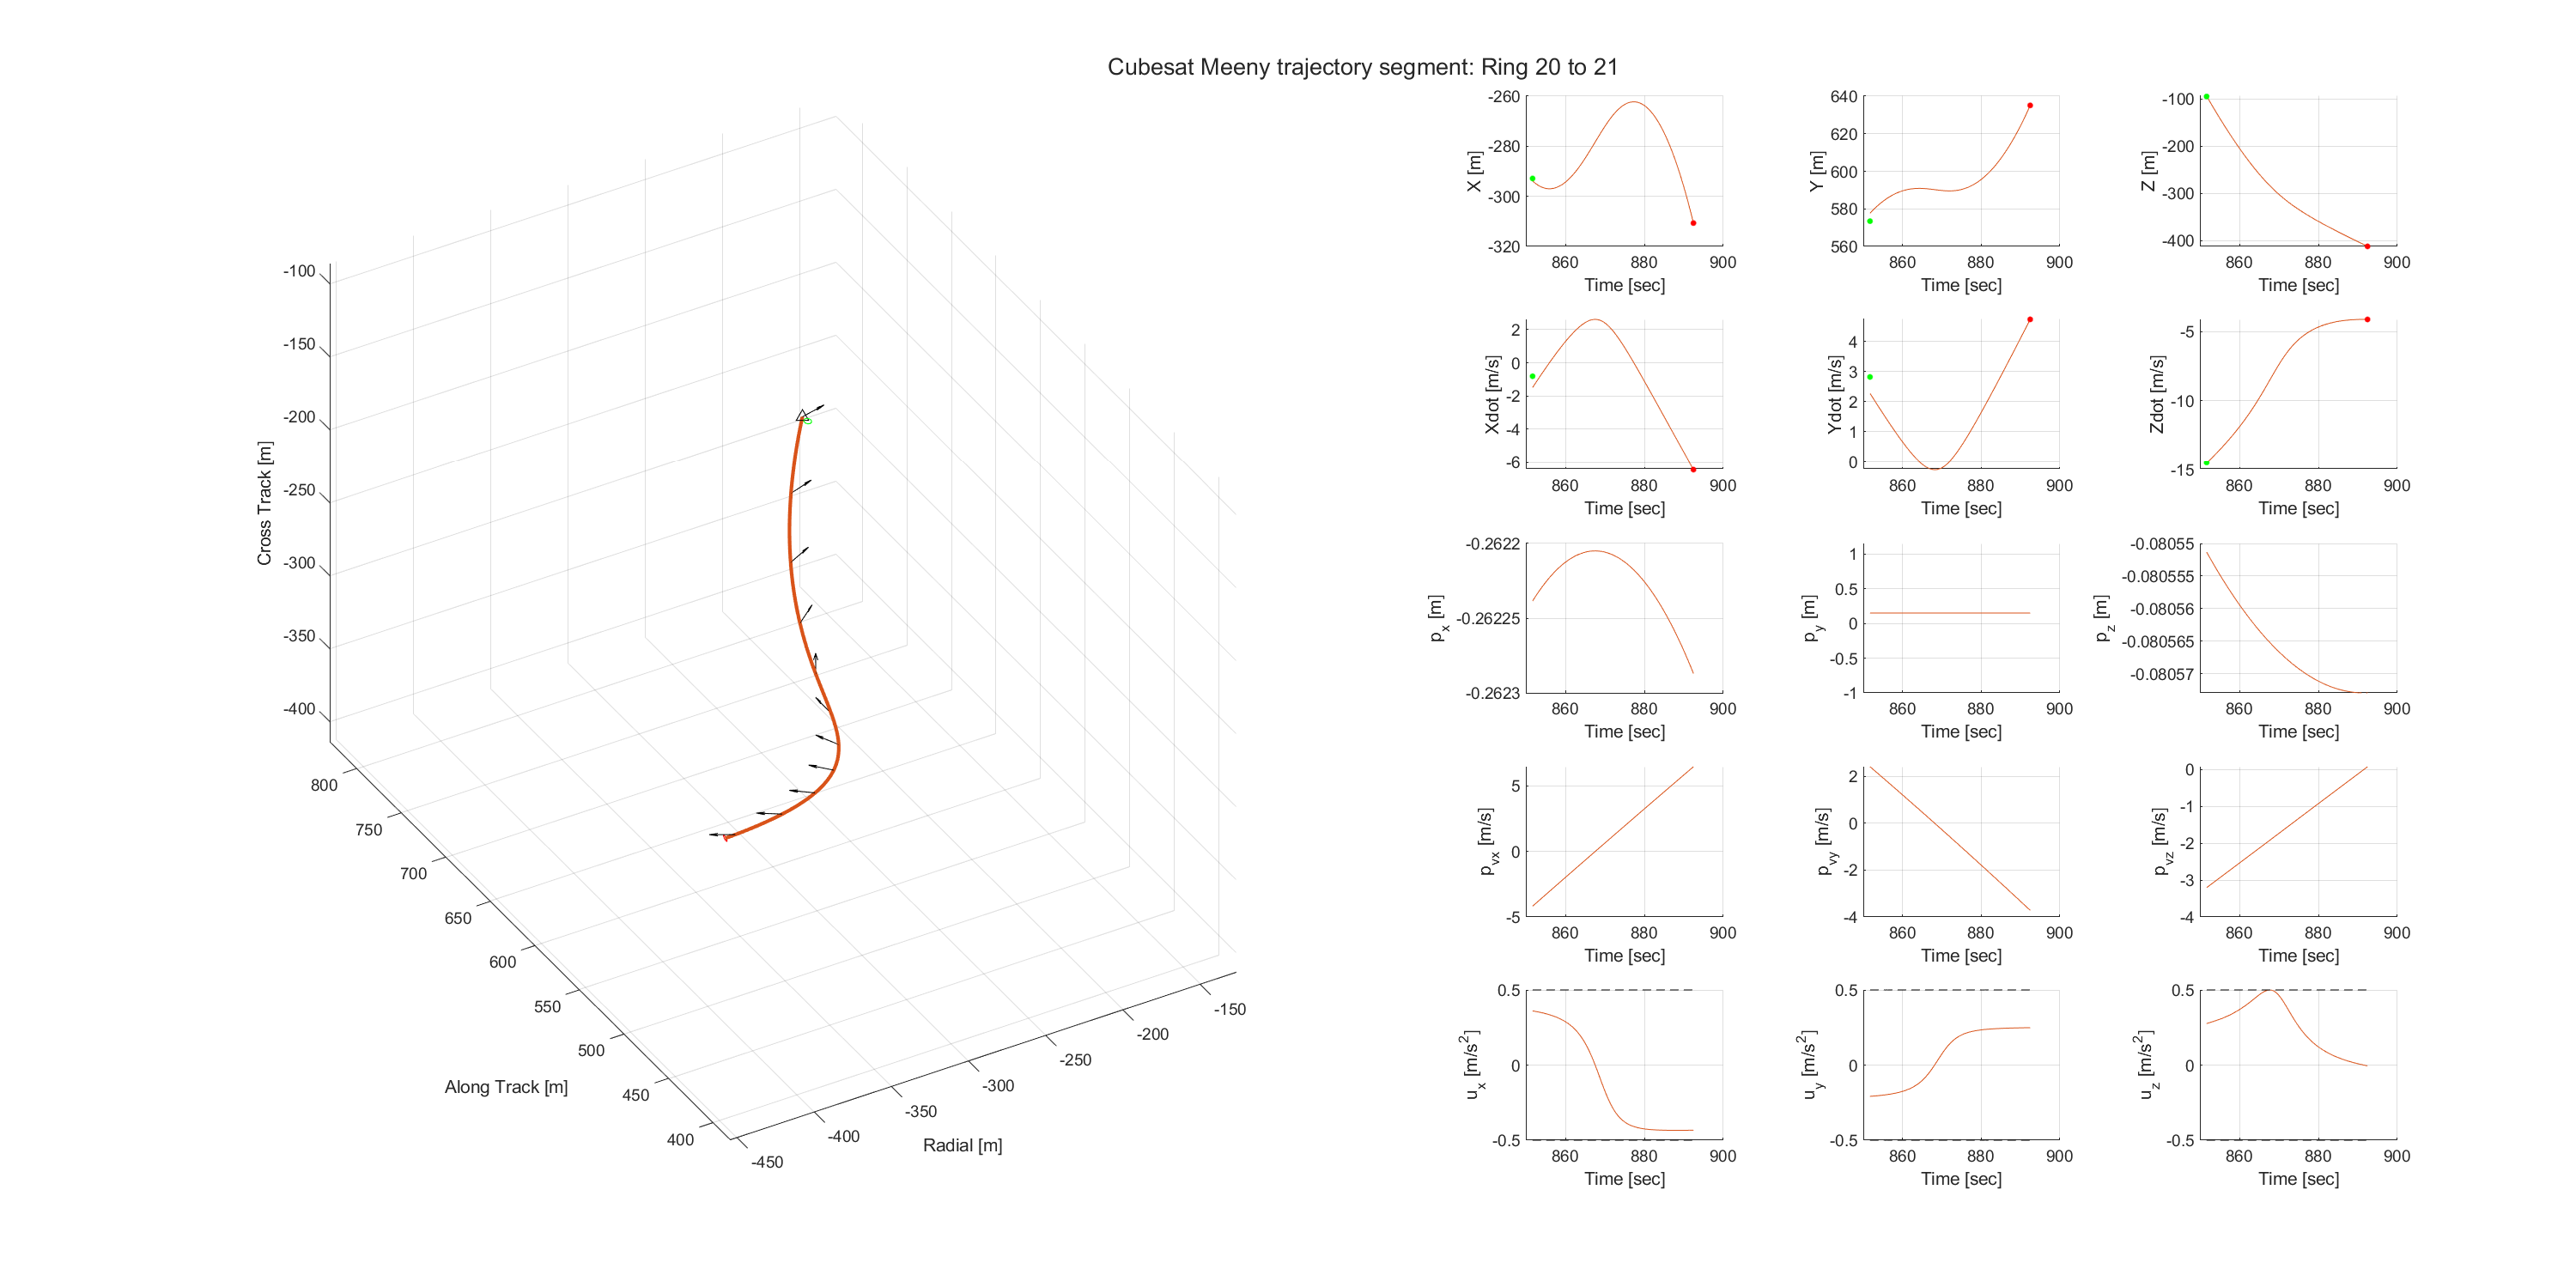 Cubesat Meeny trajectory segment: Ring 20 to 21
-100
-150
-200
-250
-300
-350
-400
Cross Track [m]
800
750
700
650
600
550
500
450
400
Along Track [m]
-450
-400
-350
-300
-250
-200
-150
Radial [m]
-260
-280
-300
-320
X [m]
860 880 900
Time [sec]
640
620
600
580
560
Y [m]
860 880 900
Time [sec]
-100
-200
-300
-400
Z [m]
860 880 900
Time [sec]
2
0
-2
-4
-6
Xdot [m/s]
860 880 900
Time [sec]
4
3
2
1
0
Ydot [m/s]
860 880 900
Time [sec]
-5
-10
-15
Zdot [m/s]
860 880 900
Time [sec]
-0.2622
-0.26225
-0.2623
p_x [m]
860 880 900
Time [sec]
1
0.5
0
-0.5
-1
p_y [m]
860 880 900
Time [sec]
-0.08055
-0.080555
-0.08056
-0.080565
-0.08057
p_z [m]
860 880 900
Time [sec]
5
0
-5
p_vx [m/s]
860 880 900
Time [sec]
2
0
-2
-4
p_vy [m/s]
860 880 900
Time [sec]
0
-1
-2
-3
-4
p_vz [m/s]
860 880 900
Time [sec]
0.5
0
-0.5
u_x [m/s²]
860 880 900
Time [sec]
0.5
0
-0.5
u_y [m/s²]
860 880 900
Time [sec]
0.5
0
-0.5
u_z [m/s²]
860 880 900
Time [sec]